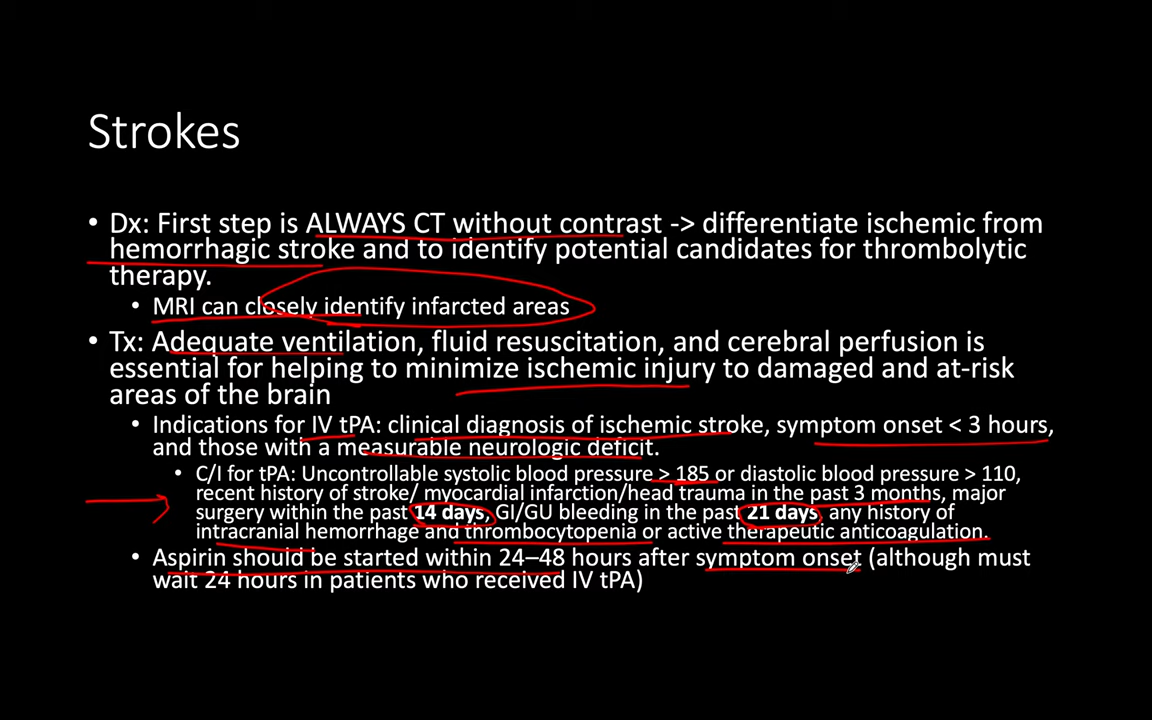 Strokes
• Dx: First step is ALWAYS CT without contrast -> differentiate ischemic from
hemorrhagic stroke and to identify potential candidates for thrombolytic
therapy.
• MRI can closely identify infarcted areas
• Tx: Adequate ventilation, fluid resuscitation, and cerebral perfusion is
essential for helping to minimize ischemic injury to damaged and at-risk
areas of the brain
• Indications for IV tPA: clinical diagnosis of ischemic stroke, symptom onset < 3 hours,
and those with a measurable neurologic deficit.
• C/I for tPA: Uncontrollable systolic blood pressure > 185 or diastolic blood pressure > 110,
recent history of stroke/ myocardial infarction/head trauma in the past 3 months, major
surgery within the past 14 days, GI/GU bleeding in the past 21 days, any history of
intracranial hemorrhage and thrombocytopenia or active therapeutic anticoagulation.
• Aspirin should be started within 24–48 hours after symptom onset (although must
wait 24 hours in patients who received IV tPA)